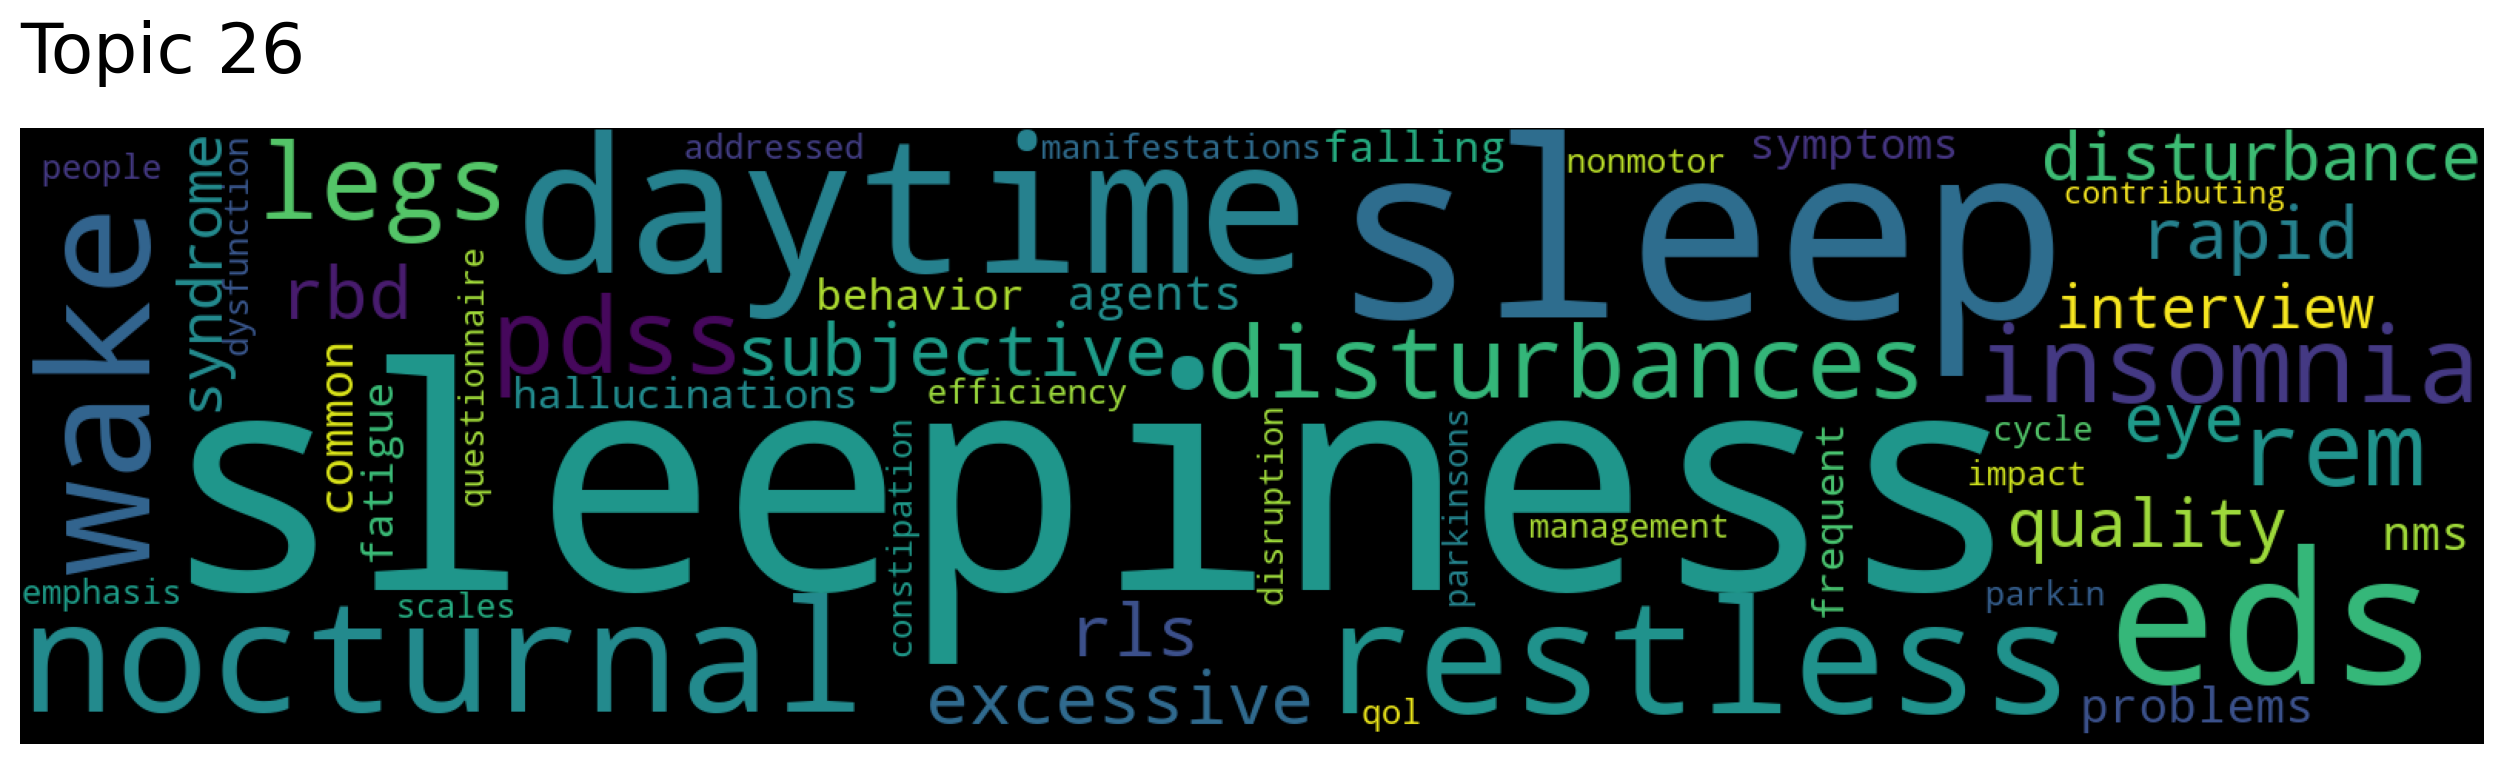 Topic 26
people
wake
syndrome
dysfunction
legs
daytime
addressed
manifestations
falling
sleep
nonmotor
symptoms
disturbance
contributing
rapid
rbd
questionnaire
pdss
behavior
agents
subjective
disturbances
interview
insomnia
common
fatigue
hallucinations
efficiency
sleepiness
constipation
disruption
parkinsons
management
frequent
cycle
eye
rem
impact
quality
nms
emphasis
scales
nocturnal
rls
excessive
restless
qol
parkin
eds
problems